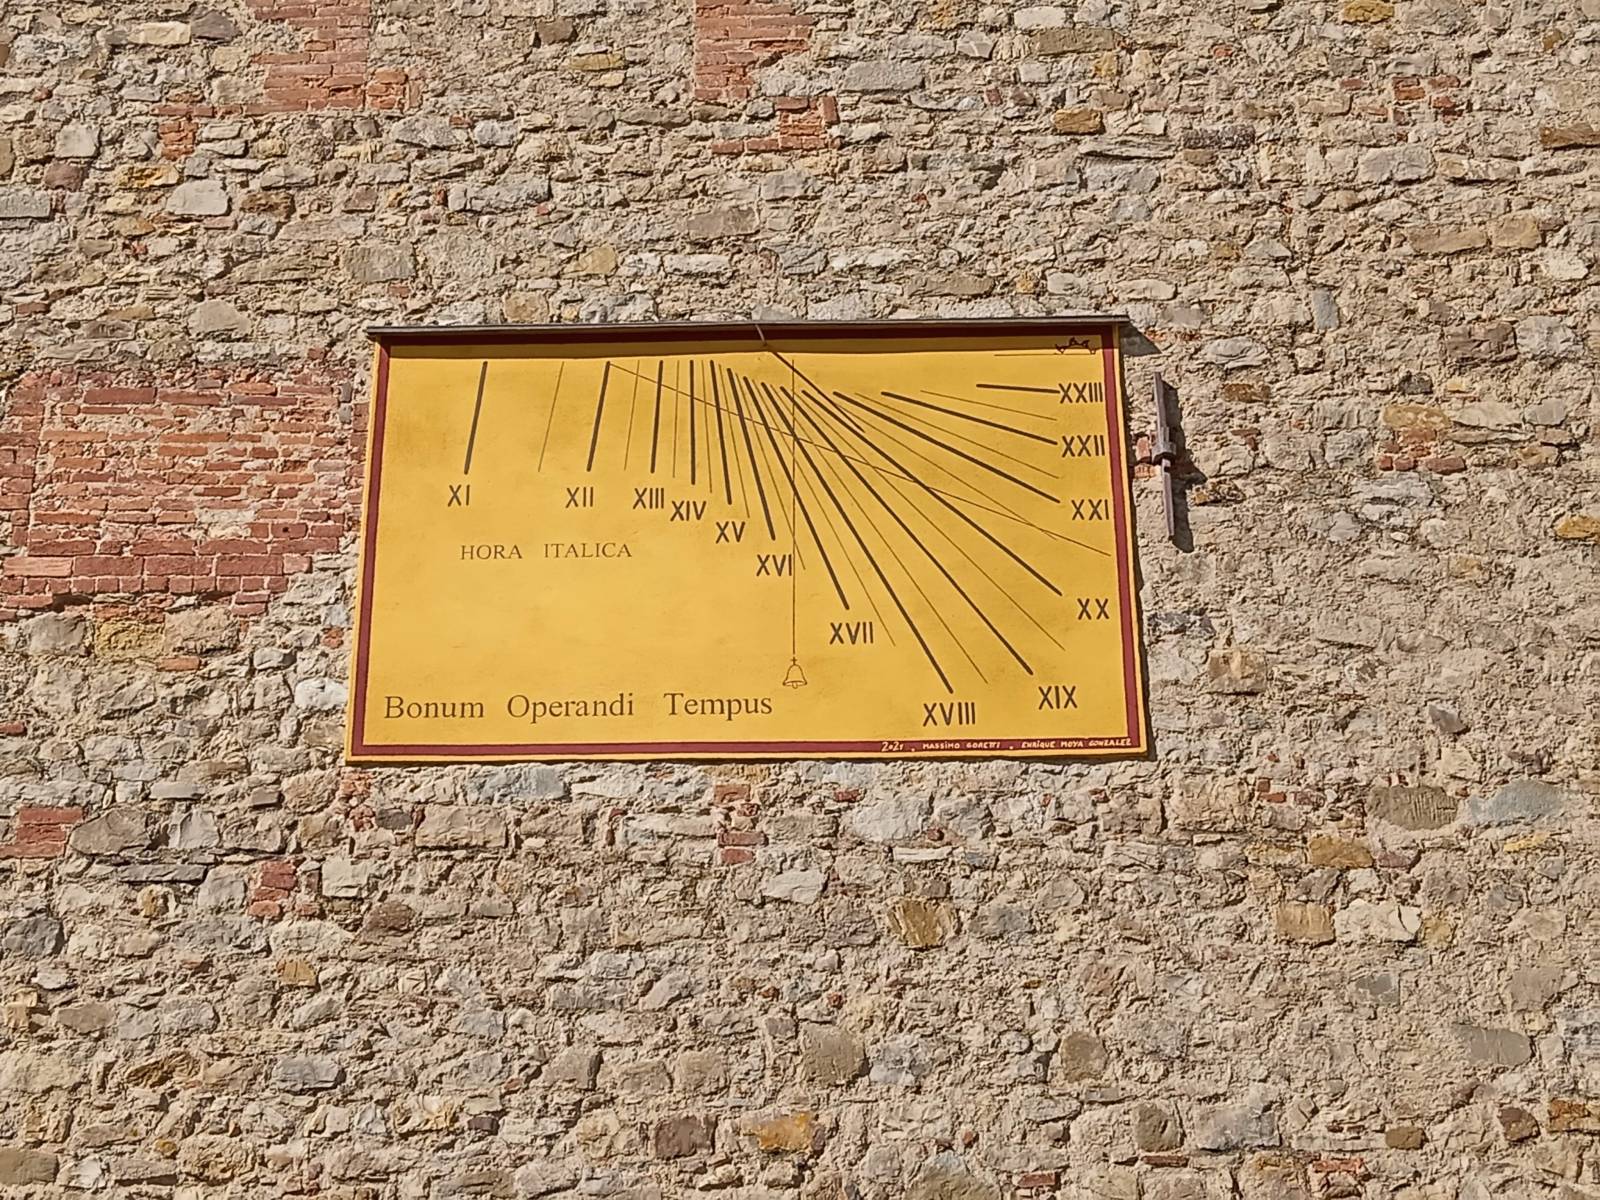 XXIII
XXII
XI XII XIII XIV XXI
XV
HORA ITALICA
XVI
XX
XVII
Bonum Operandi Tempus
XVIII XIX
2021 . MASSIMO GORETTI . ENRIQUE MOYA GONZALEZ